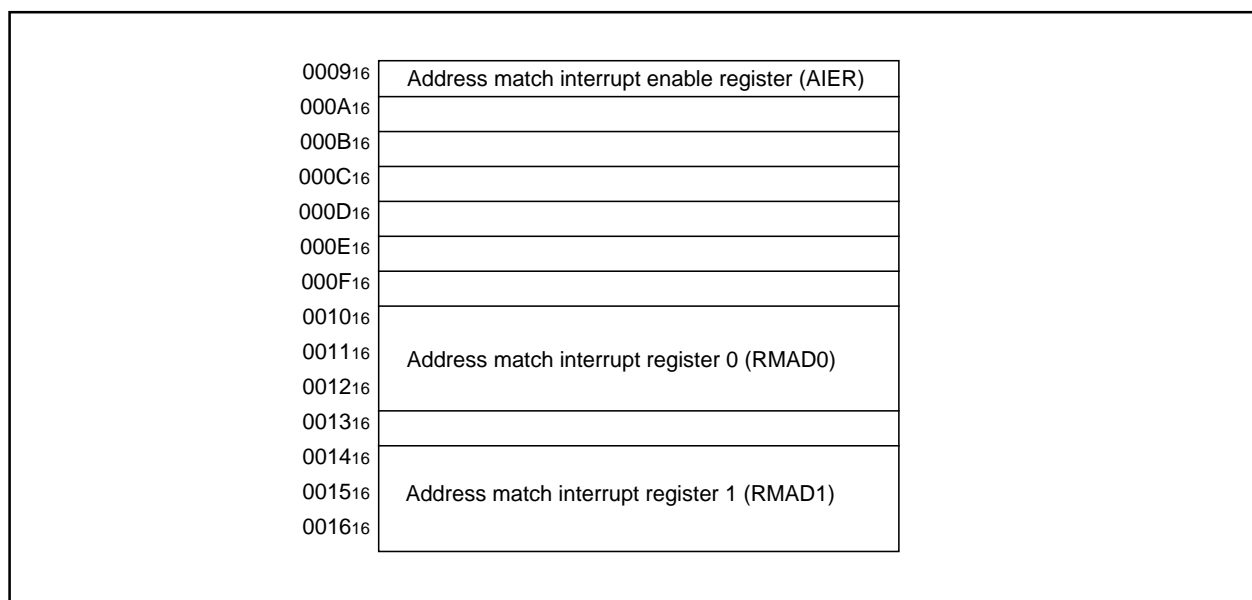 0009₁₆ Address match interrupt enable register (AIER)
000A₁₆
000B₁₆
000C₁₆
000D₁₆
000E₁₆
000F₁₆
0010₁₆
0011₁₆ Address match interrupt register 0 (RMAD0)
0012₁₆
0013₁₆
0014₁₆
0015₁₆ Address match interrupt register 1 (RMAD1)
0016₁₆